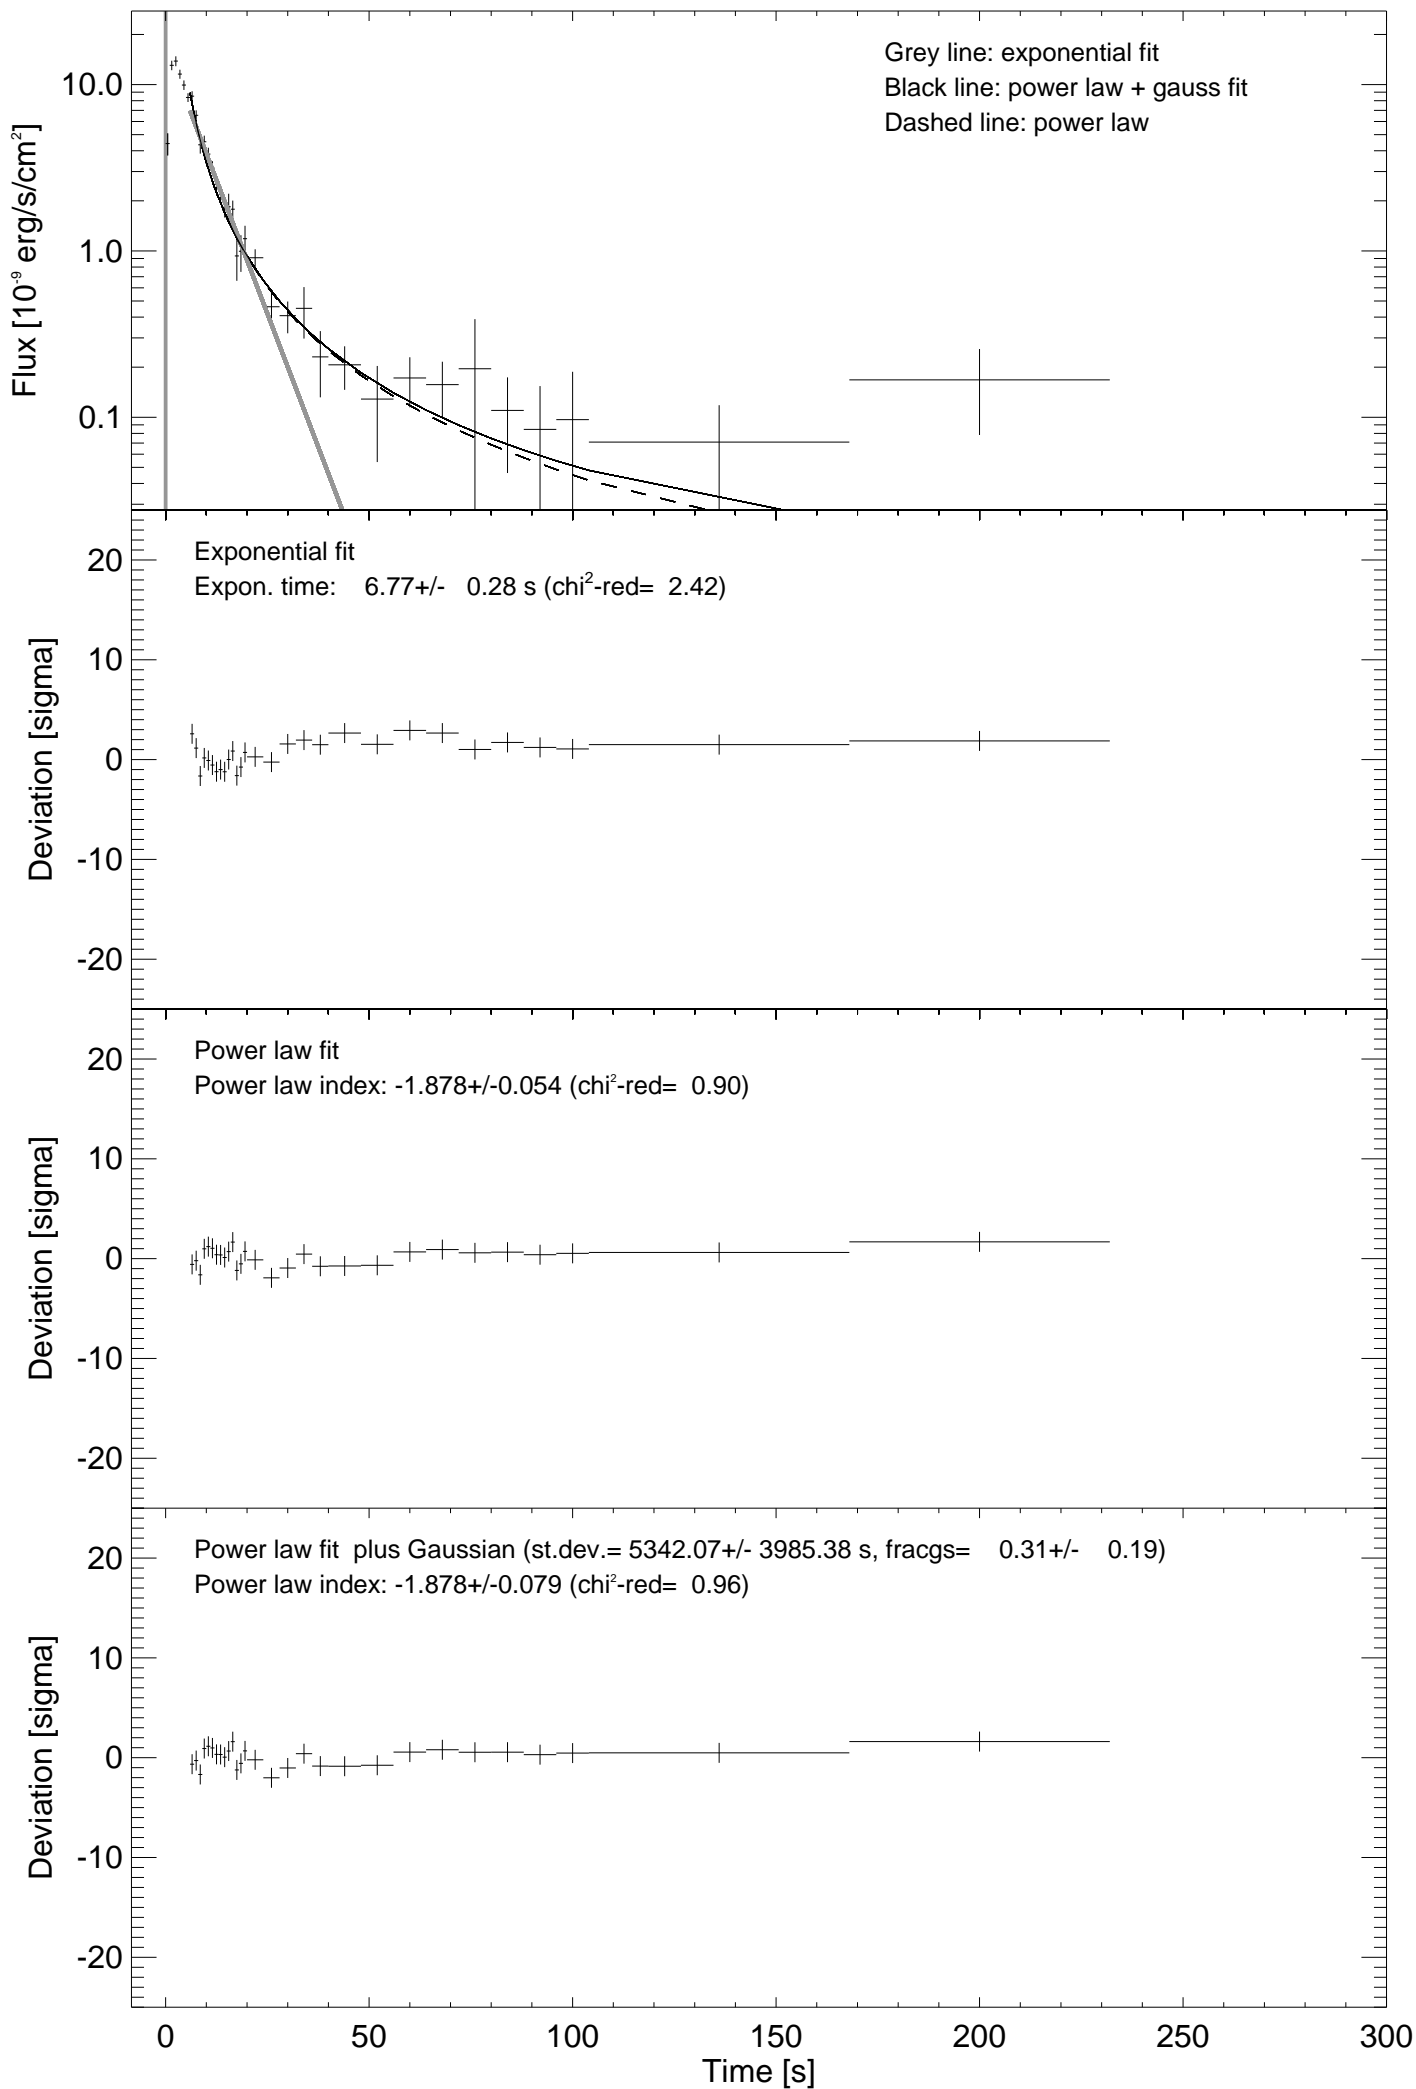 Grey line: exponential fit
Black line: power law + gauss fit
Dashed line: power law
Flux [10⁻⁹ erg/s/cm²]
10.0
1.0
0.1
Exponential fit
Expon. time: 6.77+/- 0.28 s (chi²-red= 2.42)
Deviation [sigma]
20
10
0
-10
-20
Power law fit
Power law index: -1.878+/-0.054 (chi²-red= 0.90)
Deviation [sigma]
20
10
0
-10
-20
Power law fit plus Gaussian (st.dev.= 5342.07+/- 3985.38 s, fracgs= 0.31+/- 0.19)
Power law index: -1.878+/-0.079 (chi²-red= 0.96)
Deviation [sigma]
20
10
0
-10
-20
0 50 100 150 200 250 300
Time [s]